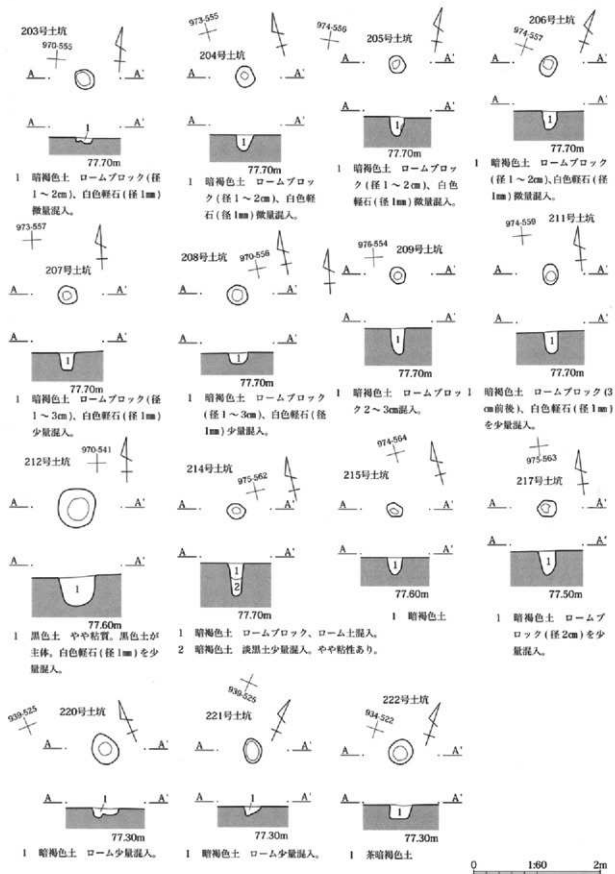 203号土坑
970-555
A A'
A A'
1
77.70m
1 暗褐色土 ロームブロック(径
1～2㎝)、白色軽石(径1㎜)
微量混入。
973-555
204号土坑
A A'
A A'
1
77.70m
1 暗褐色土 ロームブロッ
ク(径1～2㎝)、白色軽
石(径1㎜)微量混入。
974-556
205号土坑
A A'
A A'
1
77.70m
1 暗褐色土 ロームブロッ
ク(径1～2㎝)、白色
軽石(径1㎜)微量混入。
206号土坑
974-557
A A'
A A'
1
77.70m
1 暗褐色土 ロームブロック
(径1～2㎝)、白色軽石(径
1㎜)微量混入。
973-557
207号土坑
A A'
A A'
1
77.70m
1 暗褐色土 ロームブロック(径
1～3㎝)、白色軽石(径1㎜)
少量混入。
208号土坑
970-556
A A'
A A'
1
77.70m
1 暗褐色土 ロームブロック
(径1～3㎝)、白色軽石(径
1㎜)少量混入。
976-554
209号土坑
A A'
A A'
1
77.70m
1 暗褐色土 ロームブロッ
ク2～3㎝混入。
974-559
211号土坑
A A'
A A'
1
77.70m
1 暗褐色土 ロームブロック(3
㎝前後)、白色軽石(径1㎜)
を少量混入。
970-541
212号土坑
A A'
A A'
1
77.60m
1 黒色土 やや粘質。黒色土が
主体。白色軽石(径1㎜)を少
量混入。
214号土坑
975-562
A A'
A A'
1
2
77.70m
1 暗褐色土 ロームブロック、ローム土混入。
2 暗褐色土 淡黒土少量混入。やや粘性あり。
974-564
215号土坑
A A'
A A'
1
77.60m
1 暗褐色土
975-563
217号土坑
A A'
A A'
1
77.50m
1 暗褐色土 ロームブ
ロック(径2㎝)を少
量混入。
939-525
220号土坑
A A'
A A'
1
77.30m
1 暗褐色土 ローム少量混入。
939-525
221号土坑
A A'
A A'
1
77.30m
1 暗褐色土 ローム少量混入。
222号土坑
934-522
A A'
A A'
1
77.30m
1 茶暗褐色土
0 1:60 2m